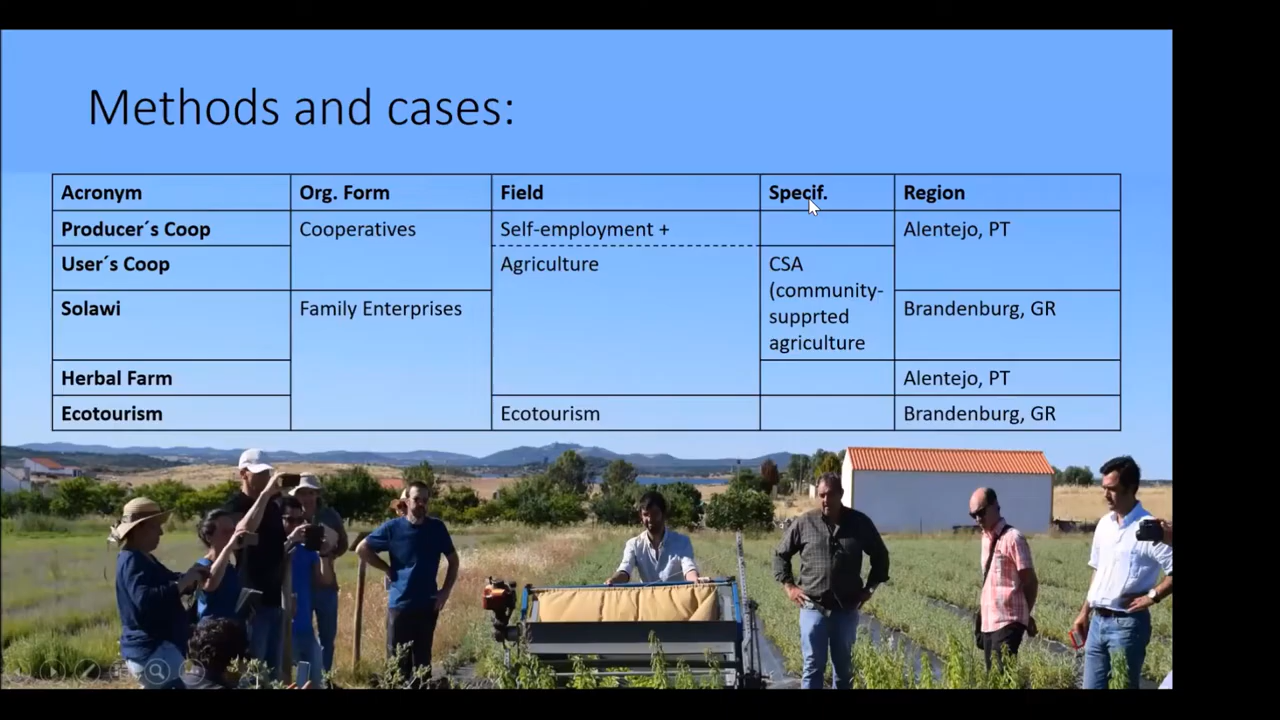 Methods and cases:
Acronym Org. Form Field Specif. Region
Producer´s Coop Cooperatives Self-employment + Alentejo, PT
User´s Coop Agriculture CSA
(community-
supprted
agriculture
Solawi Family Enterprises Brandenburg, GR
Herbal Farm Alentejo, PT
Ecotourism Ecotourism Brandenburg, GR